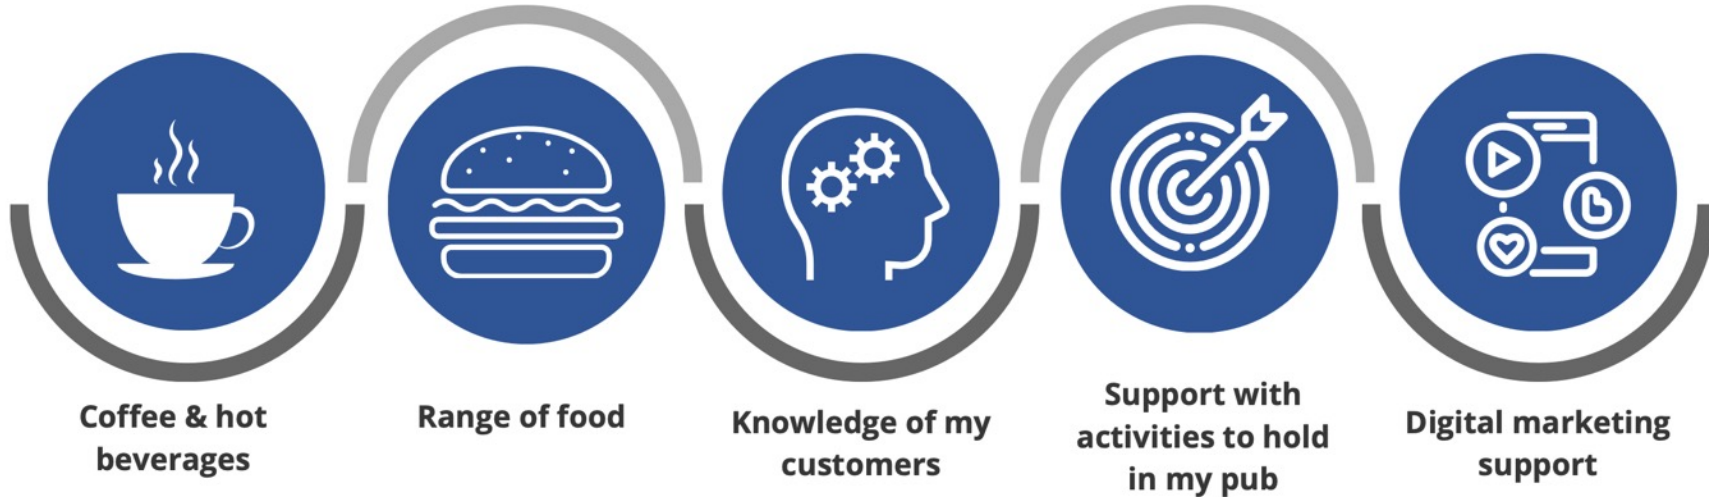 Coffee & hot
beverages
Range of food
Knowledge of my
customers
Support with
activities to hold
in my pub
Digital marketing
support